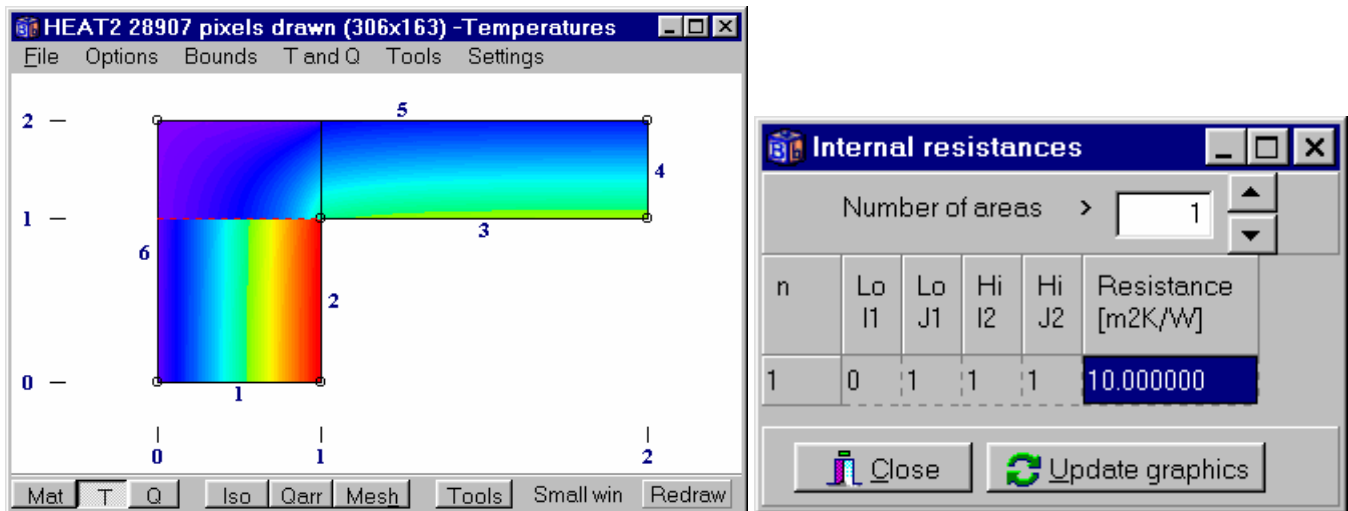 HEAT2 28907 pixels drawn (306x163) -Temperatures
File Options Bounds T and Q Tools Settings
5
2
4
1
3
6
2
0
1
0 1 2
Mat T Q Iso Qarr Mesh Tools Small win Redraw
Internal resistances
Number of areas > 1
n Lo I1 Lo J1 Hi I2 Hi J2 Resistance [m2K/W]
1 0 1 1 1 10.000000
Close Update graphics